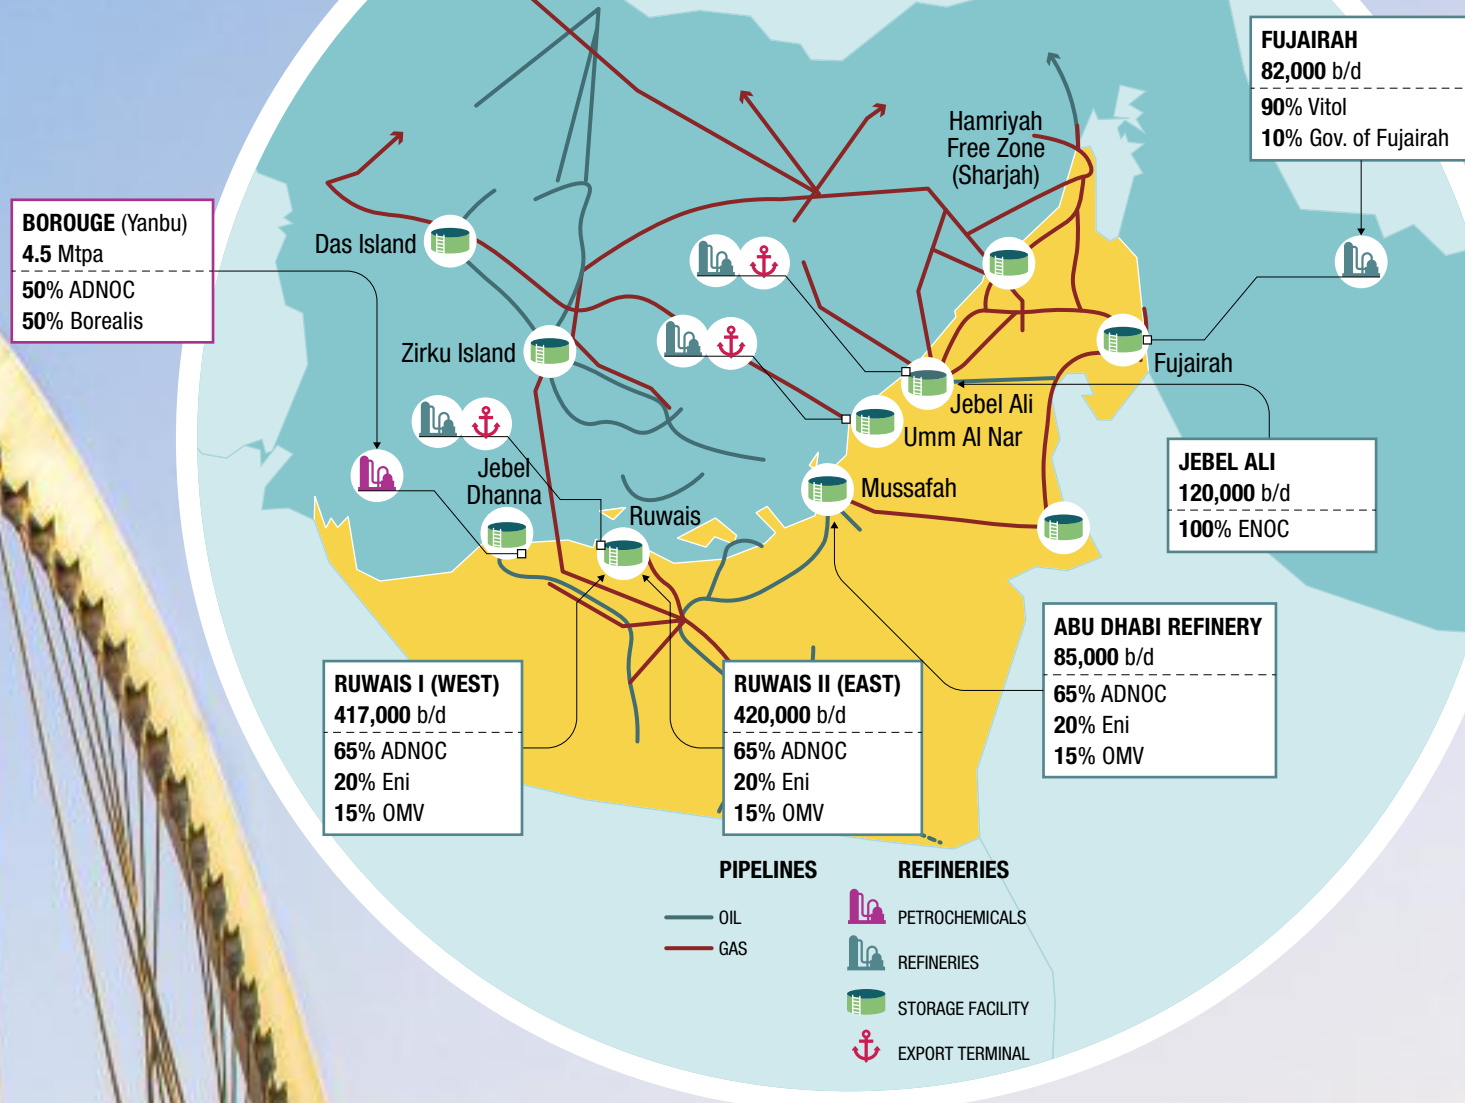 FUJAIRAH
82,000 b/d
90% Vitol
10% Gov. of Fujairah
Hamriyah
Free Zone
(Sharjah)
BOROUGE (Yanbu)
4.5 Mtpa
50% ADNOC
50% Borealis
Das Island
Zirku Island
Fujairah
Jebel Ali
Umm Al Nar
Jebel
Dhanna
Ruwais
Mussafah
JEBEL ALI
120,000 b/d
100% ENOC
ABU DHABI REFINERY
85,000 b/d
65% ADNOC
20% Eni
15% OMV
RUWAIS I (WEST)
417,000 b/d
65% ADNOC
20% Eni
15% OMV
RUWAIS II (EAST)
420,000 b/d
65% ADNOC
20% Eni
15% OMV
PIPELINES
OIL
GAS
REFINERIES
PETROCHEMICALS
REFINERIES
STORAGE FACILITY
EXPORT TERMINAL